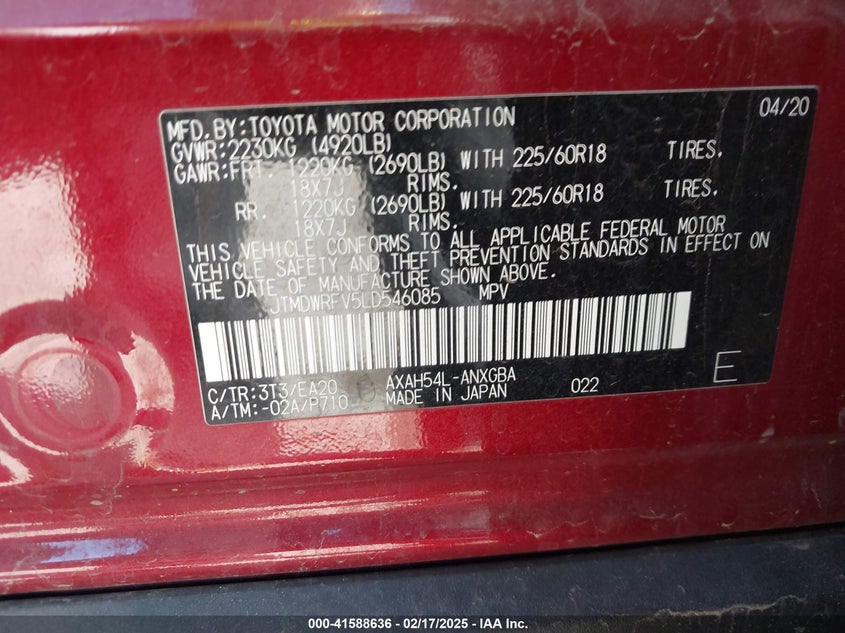 04/20
MFD.BY:TOYOTA MOTOR CORPORATION
GVWR:2230KG (4920LB)
GAWR:FRT. 1220KG (2690LB) WITH 225/60R18 TIRES,
18X7J RIMS.
RR. 1220KG (2690LB) WITH 225/60R18 TIRES,
18X7J RIMS.
THIS VEHICLE CONFORMS TO ALL APPLICABLE FEDERAL MOTOR
VEHICLE SAFETY AND THEFT PREVENTION STANDARDS IN EFFECT ON
THE DATE OF MANUFACTURE SHOWN ABOVE.
JTMDWRFV5LD546085 MPV
C/TR:3T3/EA20 AXAH54L-ANXGBA
A/TM:-02A/P710 MADE IN JAPAN 022 E
000-41588636 - 02/17/2025 - IAA Inc.